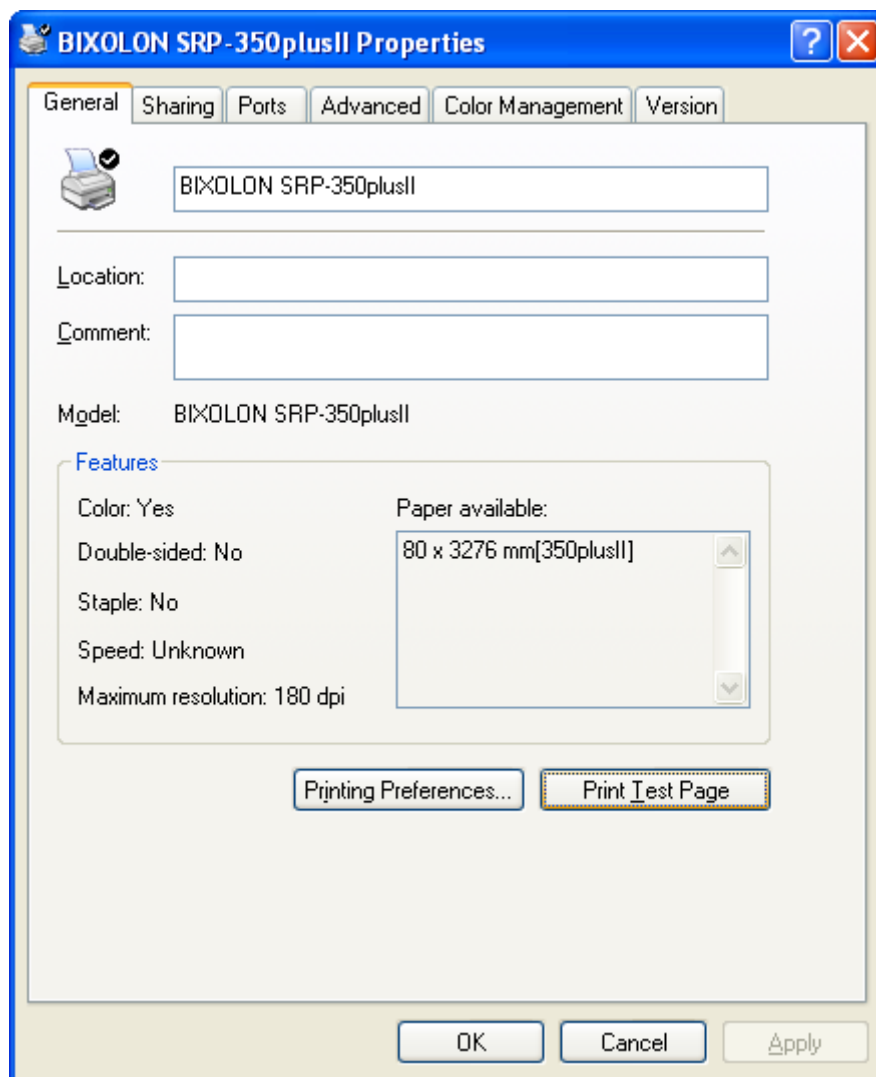 BIXOLON SRP-350plusII Properties
General Sharing Ports Advanced Color Management Version
BIXOLON SRP-350plusII
Location:
Comment:
Model: BIXOLON SRP-350plusII
Features
Color: Yes
Paper available:
Double-sided: No
80 x 3276 mm[350plusII]
Staple: No
Speed: Unknown
Maximum resolution: 180 dpi
Printing Preferences... Print Test Page
OK Cancel Apply